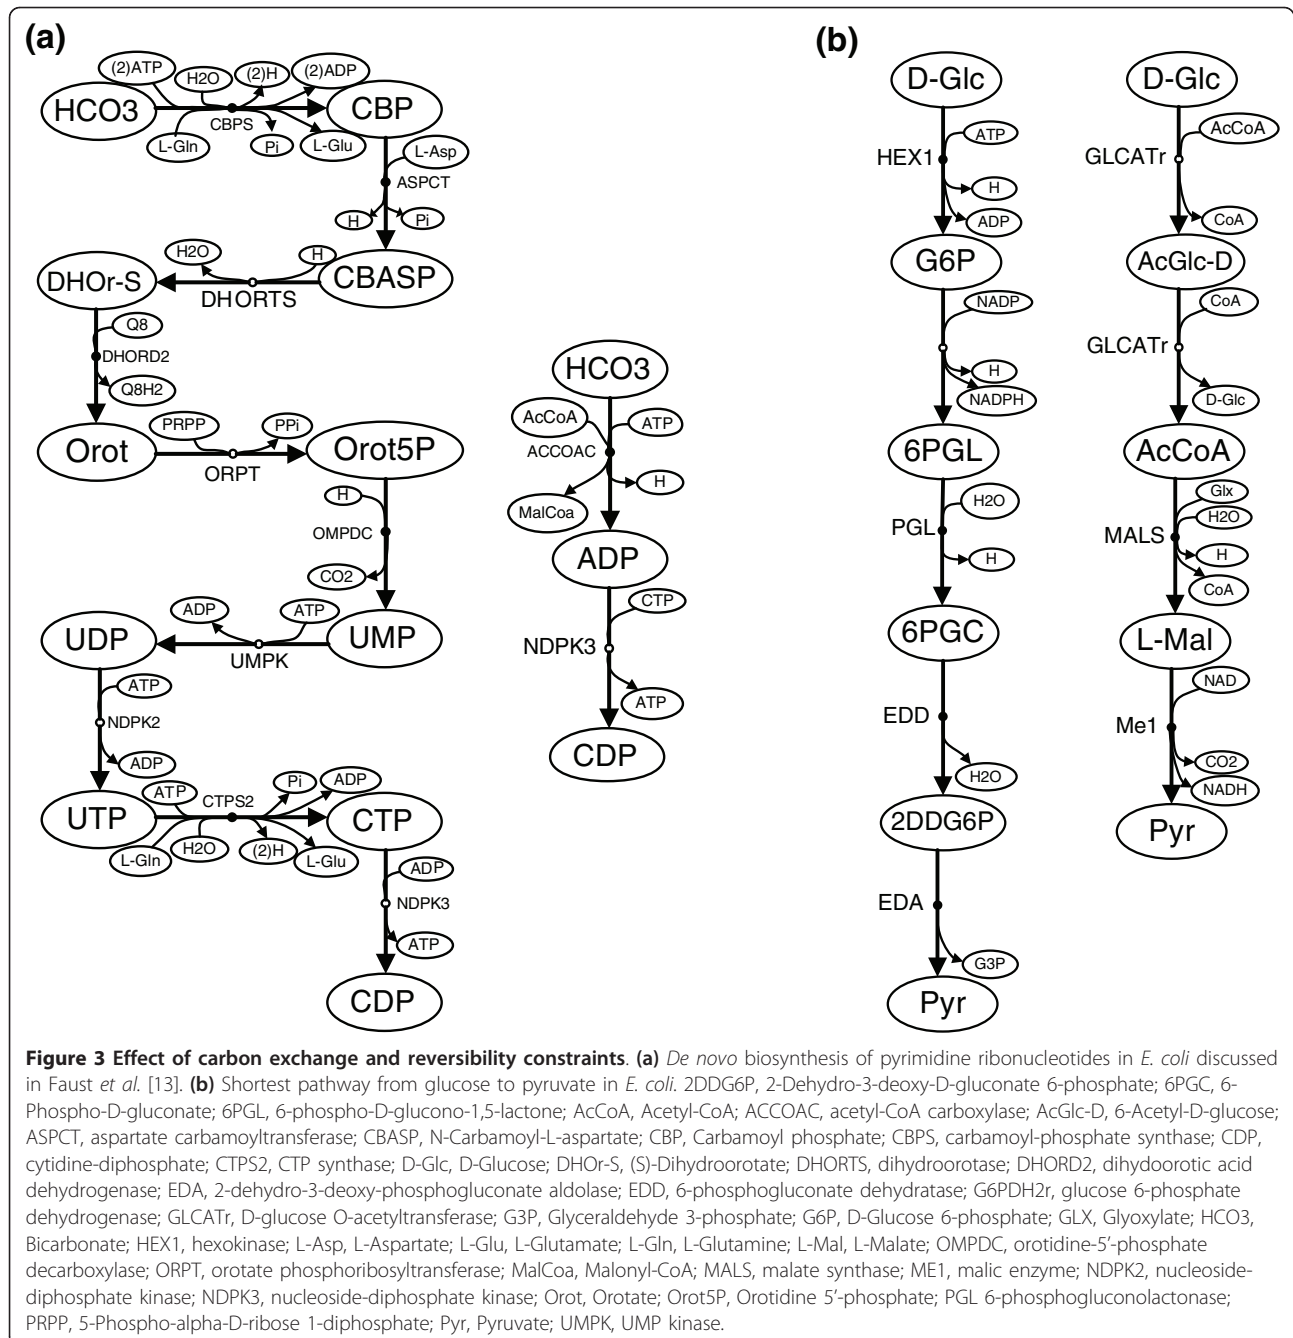 (a)
(2)ATP
H2O
(2)H
(2)ADP
HCO3
CBPS
CBP
L-Gln
Pi
L-Glu
L-Asp
ASPCT
H
Pi
H2O
H
DHOr-S
DHORTS
CBASP
Q8
DHORD2
Q8H2
PRPP
PPi
Orot
ORPT
Orot5P
H
OMPDC
CO2
ADP
ATP
UDP
UMPK
UMP
ATP
NDPK2
ADP
ATP
CTPS2
Pi
ADP
UTP
CTP
L-Gln
H2O
(2)H
L-Glu
ADP
NDPK3
ATP
CDP
HCO3
AcCoA
ATP
ACCOAC
H
MalCoa
ADP
CTP
NDPK3
ATP
CDP
(b)
D-Glc
ATP
HEX1
H
ADP
G6P
NADP
H
NADPH
6PGL
H2O
PGL
H
6PGC
EDD
H2O
2DDG6P
EDA
G3P
Pyr
D-Glc
AcCoA
GLCATr
CoA
AcGlc-D
CoA
GLCATr
D-Glc
AcCoA
Glx
H2O
MALS
H
CoA
L-Mal
NAD
Me1
CO2
NADH
Pyr
Figure 3 Effect of carbon exchange and reversibility constraints. (a) De novo biosynthesis of pyrimidine ribonucleotides in E. coli discussed
in Faust et al. [13]. (b) Shortest pathway from glucose to pyruvate in E. coli. 2DDG6P, 2-Dehydro-3-deoxy-D-gluconate 6-phosphate; 6PGC, 6-
Phospho-D-gluconate; 6PGL, 6-phospho-D-glucono-1,5-lactone; AcCoA, Acetyl-CoA; ACCOAC, acetyl-CoA carboxylase; AcGlc-D, 6-Acetyl-D-glucose;
ASPCT, aspartate carbamoyltransferase; CBASP, N-Carbamoyl-L-aspartate; CBP, Carbamoyl phosphate; CBPS, carbamoyl-phosphate synthase; CDP,
cytidine-diphosphate; CTPS2, CTP synthase; D-Glc, D-Glucose; DHOr-S, (S)-Dihydroorotate; DHORTS, dihydroorotase; DHORD2, dihydoorotic acid
dehydrogenase; EDA, 2-dehydro-3-deoxy-phosphogluconate aldolase; EDD, 6-phosphogluconate dehydratase; G6PDH2r, glucose 6-phosphate
dehydrogenase; GLCATr, D-glucose O-acetyltransferase; G3P, Glyceraldehyde 3-phosphate; G6P, D-Glucose 6-phosphate; GLX, Glyoxylate; HCO3,
Bicarbonate; HEX1, hexokinase; L-Asp, L-Aspartate; L-Glu, L-Glutamate; L-Gln, L-Glutamine; L-Mal, L-Malate; OMPDC, orotidine-5’-phosphate
decarboxylase; ORPT, orotate phosphoribosyltransferase; MalCoa, Malonyl-CoA; MALS, malate synthase; ME1, malic enzyme; NDPK2, nucleoside-
diphosphate kinase; NDPK3, nucleoside-diphosphate kinase; Orot, Orotate; Orot5P, Orotidine 5’-phosphate; PGL 6-phosphogluconolactonase;
PRPP, 5-Phospho-alpha-D-ribose 1-diphosphate; Pyr, Pyruvate; UMPK, UMP kinase.